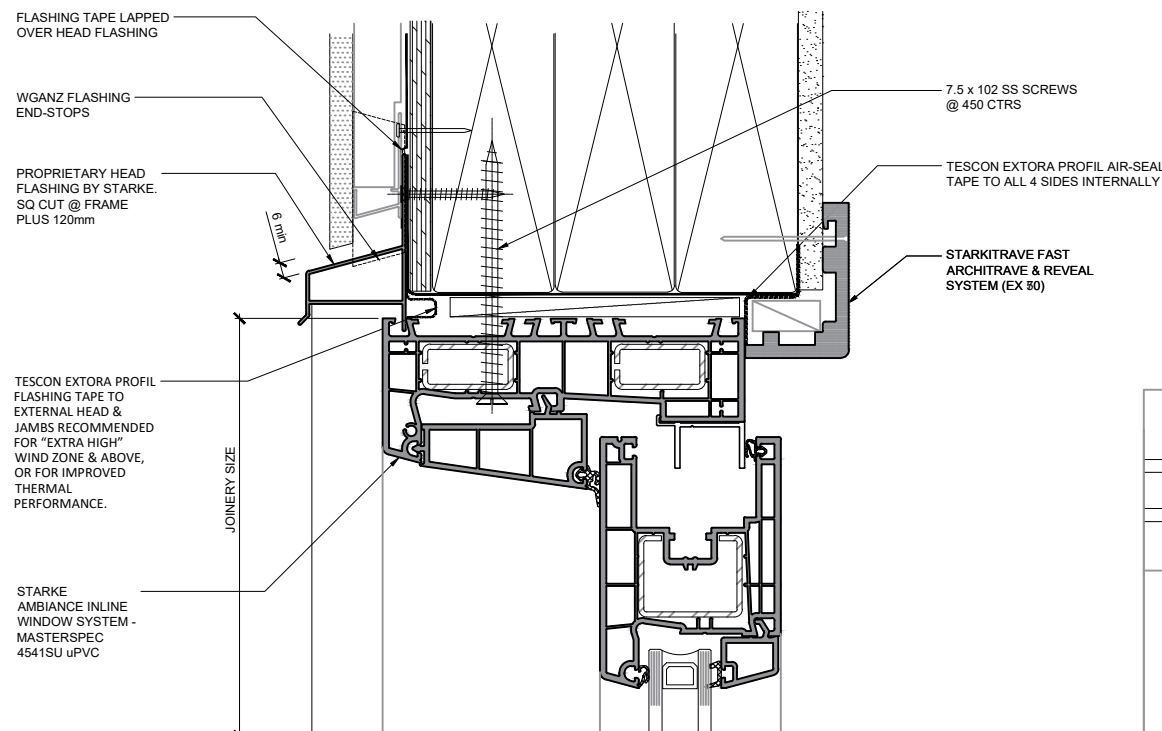 FLASHING TAPE LAPPED
OVER HEAD FLASHING
WGANZ FLASHING
END-STOPS
PROPRIETARY HEAD
FLASHING BY STARKE.
SQ CUT @ FRAME
PLUS 120mm
6 min
TESCON EXTORA PROFIL
FLASHING TAPE TO
EXTERNAL HEAD &
JAMBS RECOMMENDED
FOR "EXTRA HIGH"
WIND ZONE & ABOVE,
OR FOR IMPROVED
THERMAL
PERFORMANCE.
JOINERY SIZE
STARKE
AMBIANCE INLINE
WINDOW SYSTEM -
MASTERSPEC
4541SU uPVC
7.5 x 102 SS SCREWS
@ 450 CTRS
TESCON EXTORA PROFIL AIR-SEAL
TAPE TO ALL 4 SIDES INTERNALLY
STARKITRAVE FAST
ARCHITRAVE & REVEAL
SYSTEM (EX